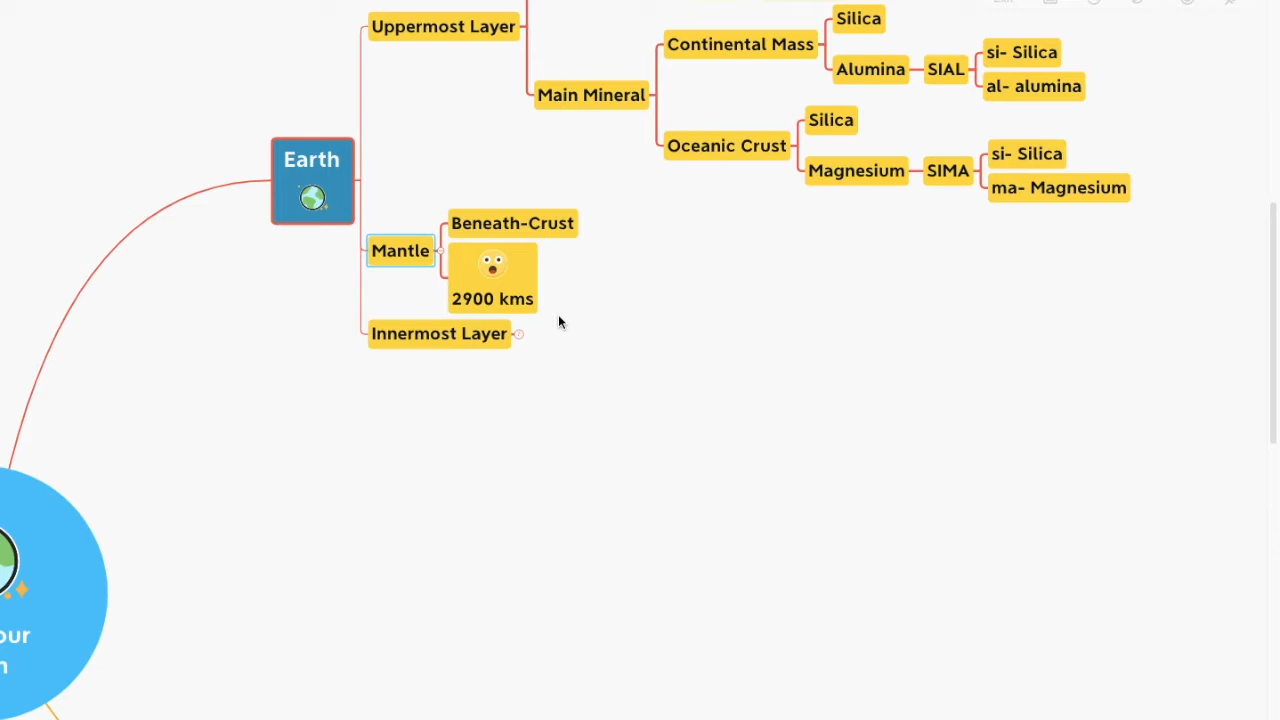 Uppermost Layer
Main Mineral
Continental Mass
Silica
Alumina
SIAL
si- Silica
al- alumina
Oceanic Crust
Silica
Magnesium
SIMA
si- Silica
ma- Magnesium
Earth
Mantle
Beneath-Crust
2900 kms
Innermost Layer